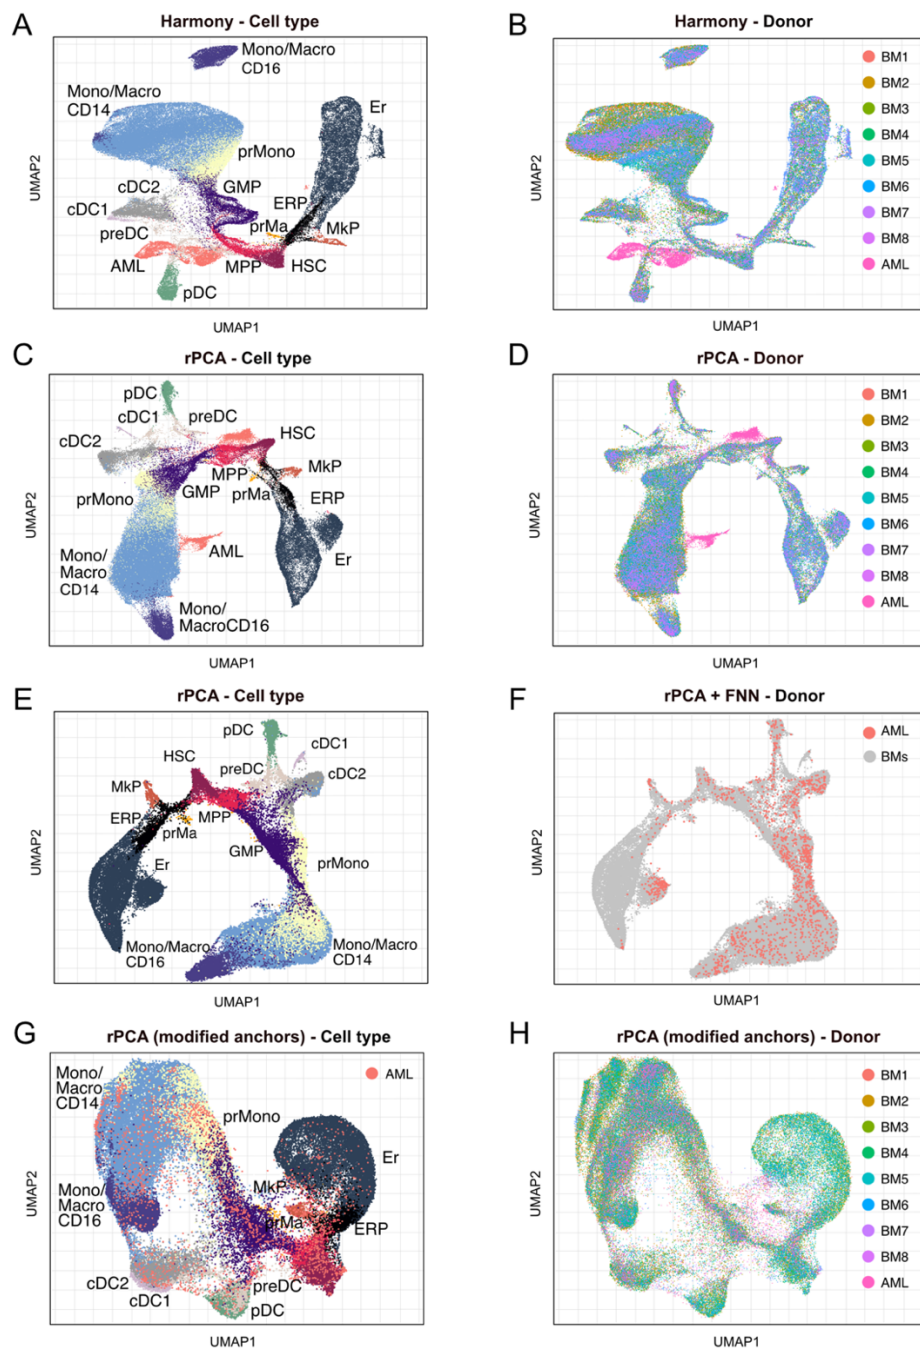 A
Harmony - Cell type
Mono/Macro
CD16
Mono/Macro
CD14
Er
prMono
cDC2
GMP
cDC1
ERP
preDC
prMa
MkP
AML
MPP
HSC
pDC
UMAP2
UMAP1
B
Harmony - Donor
BM1
BM2
BM3
BM4
BM5
BM6
BM7
BM8
AML
UMAP2
UMAP1
C
rPCA - Cell type
pDC
cDC1
preDC
cDC2
HSC
MPP
MkP
GMP
prMa
prMono
ERP
AML
Er
Mono/
Macro
CD14
Mono/
MacroCD16
UMAP2
UMAP1
D
rPCA - Donor
BM1
BM2
BM3
BM4
BM5
BM6
BM7
BM8
AML
UMAP2
UMAP1
E
rPCA - Cell type
pDC
cDC1
HSC
preDC
cDC2
MkP
MPP
ERP
prMa
GMP
Er
prMono
Mono/Macro
CD16
Mono/Macro
CD14
UMAP2
UMAP1
F
rPCA + FNN - Donor
AML
BMs
UMAP2
UMAP1
G
rPCA (modified anchors) - Cell type
AML
Mono/
Macro
CD14
prMono
Er
MkP
Mono/
Macro
CD16
prMa
ERP
cDC2
preDC
cDC1
pDC
UMAP2
UMAP1
H
rPCA (modified anchors) - Donor
BM1
BM2
BM3
BM4
BM5
BM6
BM7
BM8
AML
UMAP2
UMAP1